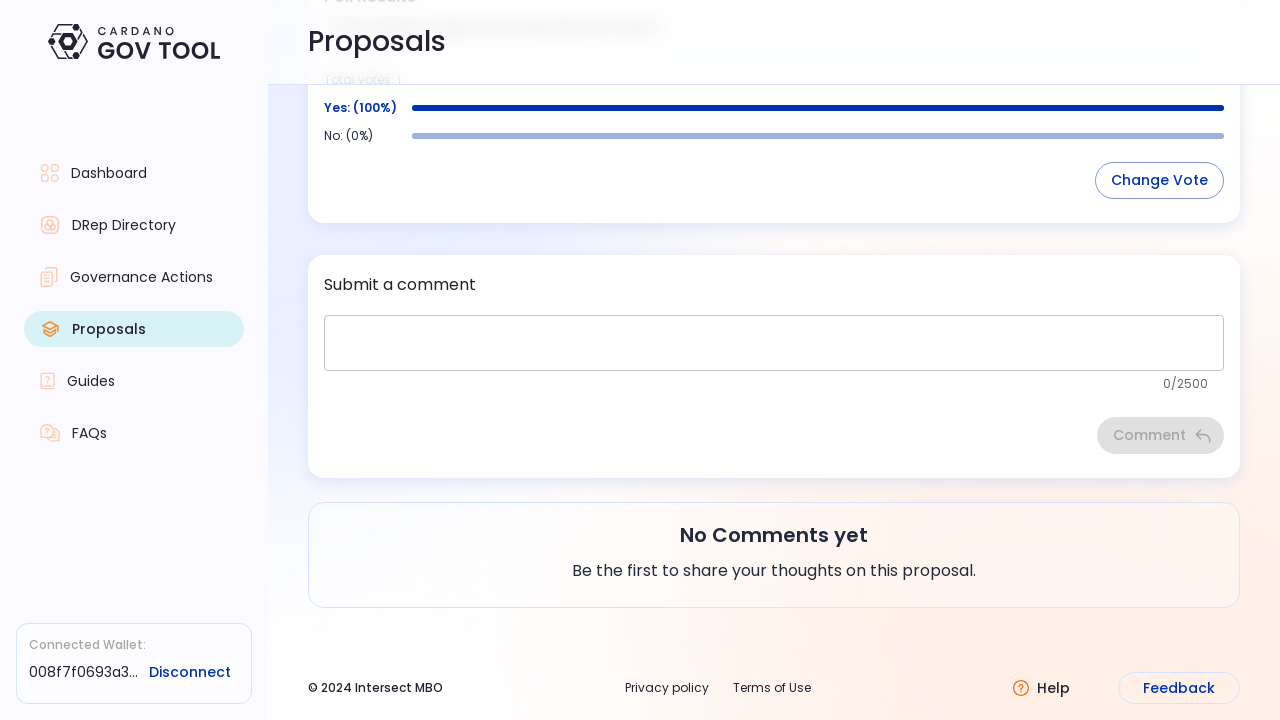 CARDANO
GOV TOOL
Dashboard
DRep Directory
Governance Actions
Proposals
Guides
FAQs
Connected Wallet:
008f7f0693a3...
Disconnect
Proposals
Total votes: 1
Yes: (100%)
No: (0%)
Change Vote
Submit a comment
0/2500
Comment
No Comments yet
Be the first to share your thoughts on this proposal.
© 2024 Intersect MBO
Privacy policy
Terms of Use
Help
Feedback